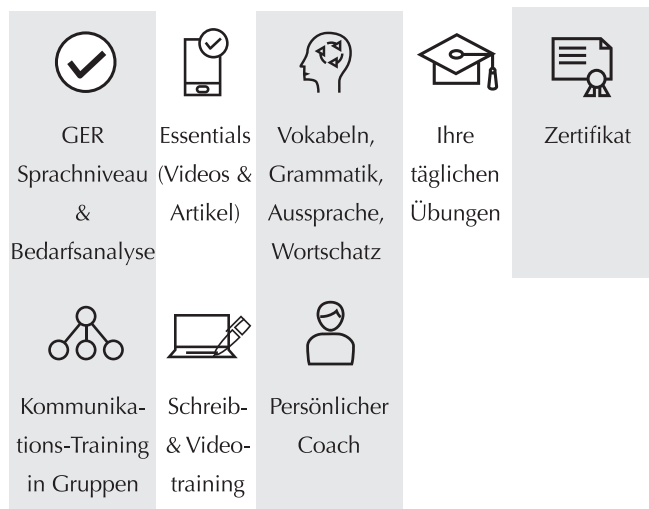 GER
Sprachniveau
&
Bedarfsanalyse
Essentials
(Videos &
Artikel)
Vokabeln,
Grammatik,
Aussprache,
Wortschatz
Ihre
täglichen
Übungen
Zertifikat
Kommunika-
tions-Training
in Gruppen
Schreib-
& Video-
training
Persönlicher
Coach